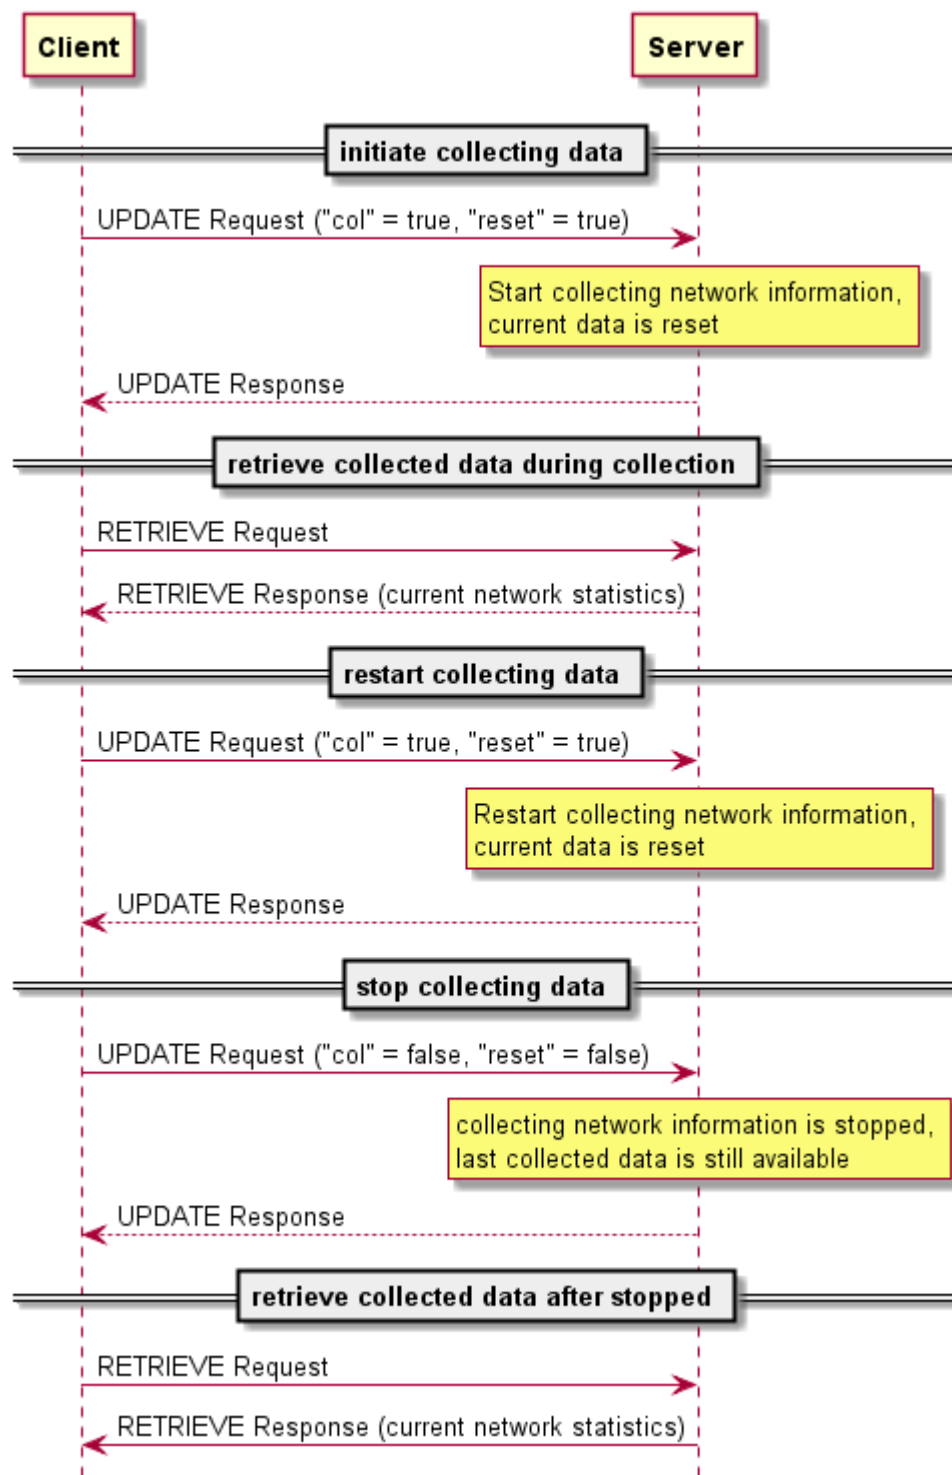 Client
Server
initiate collecting data
UPDATE Request ("col" = true, "reset" = true)
Start collecting network information,
current data is reset
UPDATE Response
retrieve collected data during collection
RETRIEVE Request
RETRIEVE Response (current network statistics)
restart collecting data
UPDATE Request ("col" = true, "reset" = true)
Restart collecting network information,
current data is reset
UPDATE Response
stop collecting data
UPDATE Request ("col" = false, "reset" = false)
collecting network information is stopped,
last collected data is still available
UPDATE Response
retrieve collected data after stopped
RETRIEVE Request
RETRIEVE Response (current network statistics)